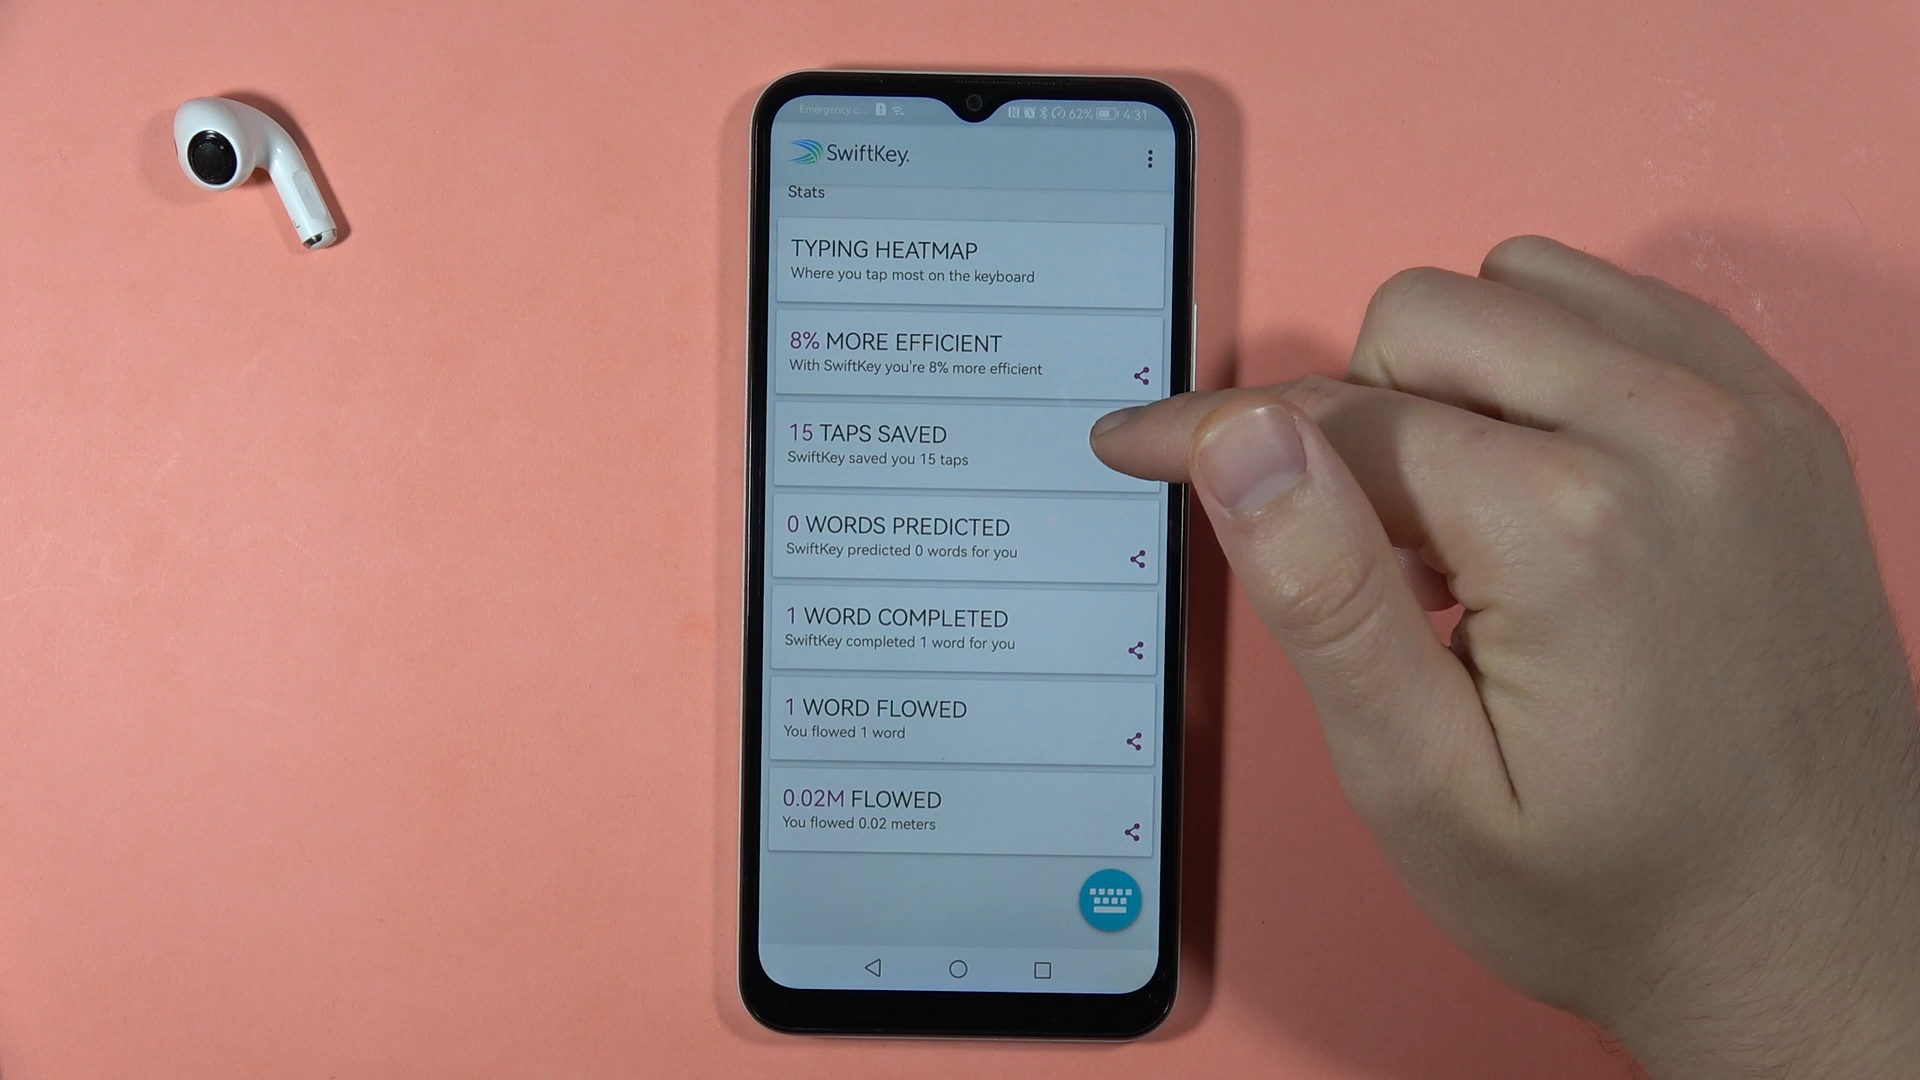 Emergency c... 62% 4:31
SwiftKey.
Stats
TYPING HEATMAP
Where you tap most on the keyboard
8% MORE EFFICIENT
With SwiftKey you're 8% more efficient
15 TAPS SAVED
SwiftKey saved you 15 taps
0 WORDS PREDICTED
SwiftKey predicted 0 words for you
1 WORD COMPLETED
SwiftKey completed 1 word for you
1 WORD FLOWED
You flowed 1 word
0.02M FLOWED
You flowed 0.02 meters